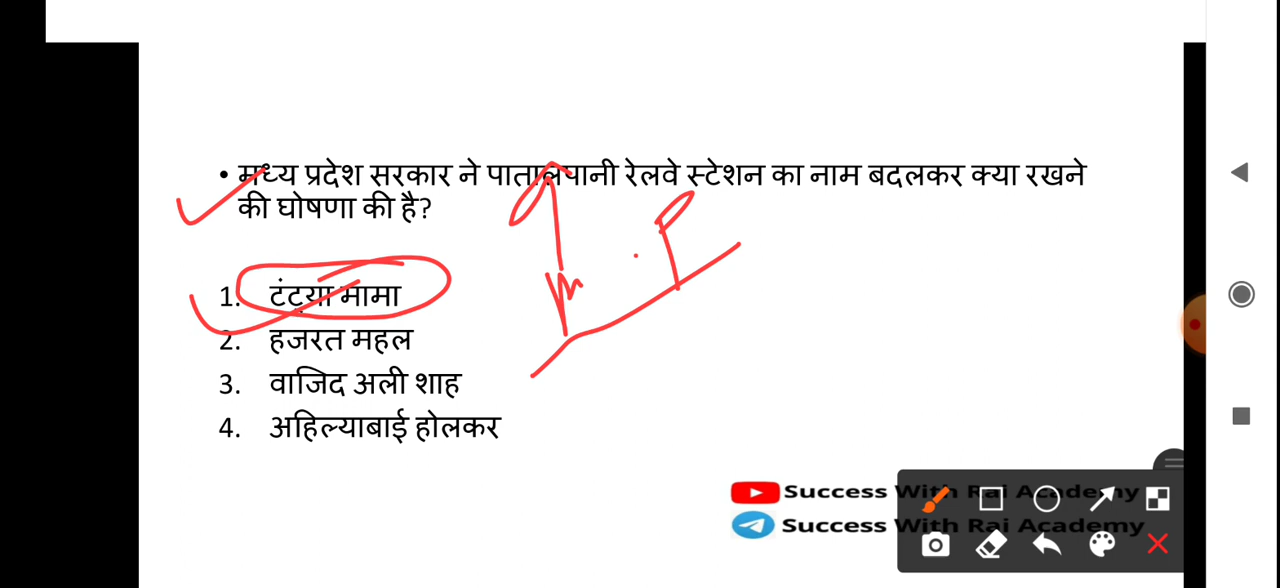 • मध्य प्रदेश सरकार ने पातालपानी रेलवे स्टेशन का नाम बदलकर क्या रखने
की घोषणा की है?
1. टंट्या मामा
2. हजरत महल
3. वाजिद अली शाह
4. अहिल्याबाई होलकर
M.P
Success With Rai Academy
Success With Rai Academy